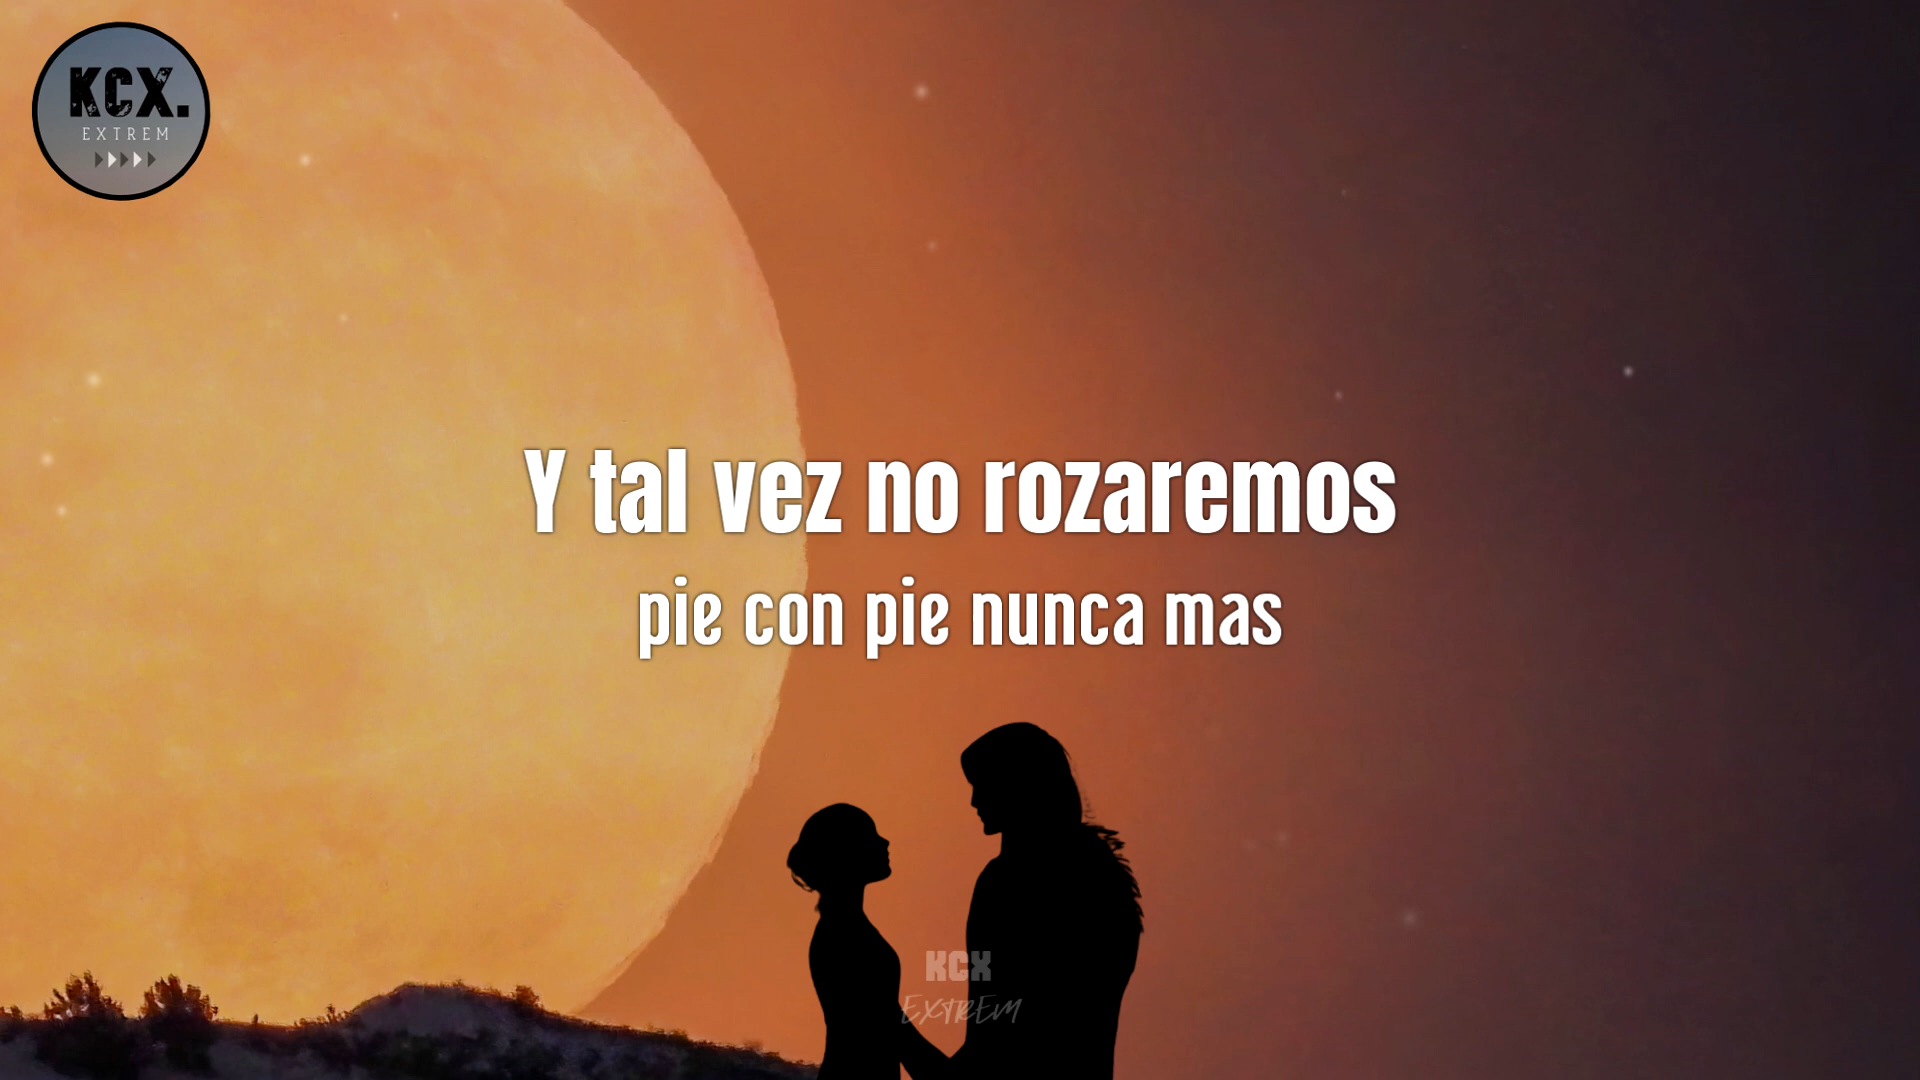 KCX.
EXTREM
Y tal vez no rozaremos
pie con pie nunca mas
KCX
EXTREM